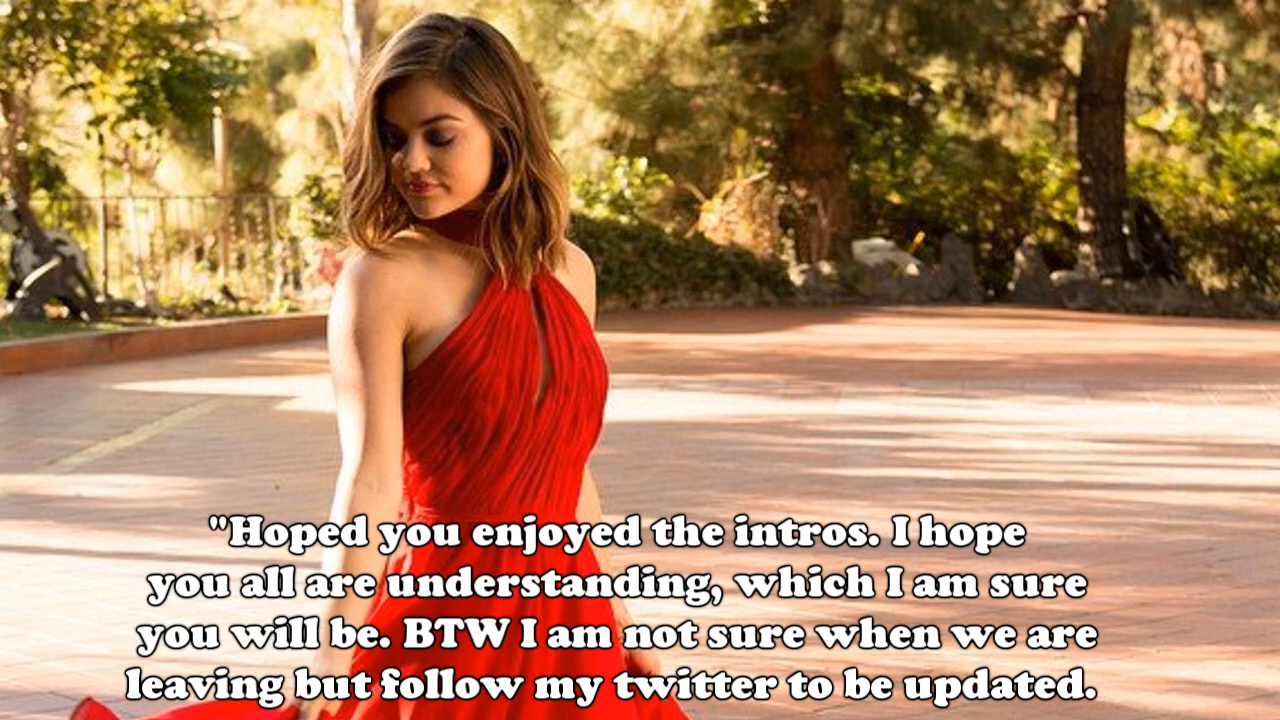 "Hoped you enjoyed the intros. I hope
you all are understanding, which I am sure
you will be. BTW I am not sure when we are
leaving but follow my twitter to be updated.